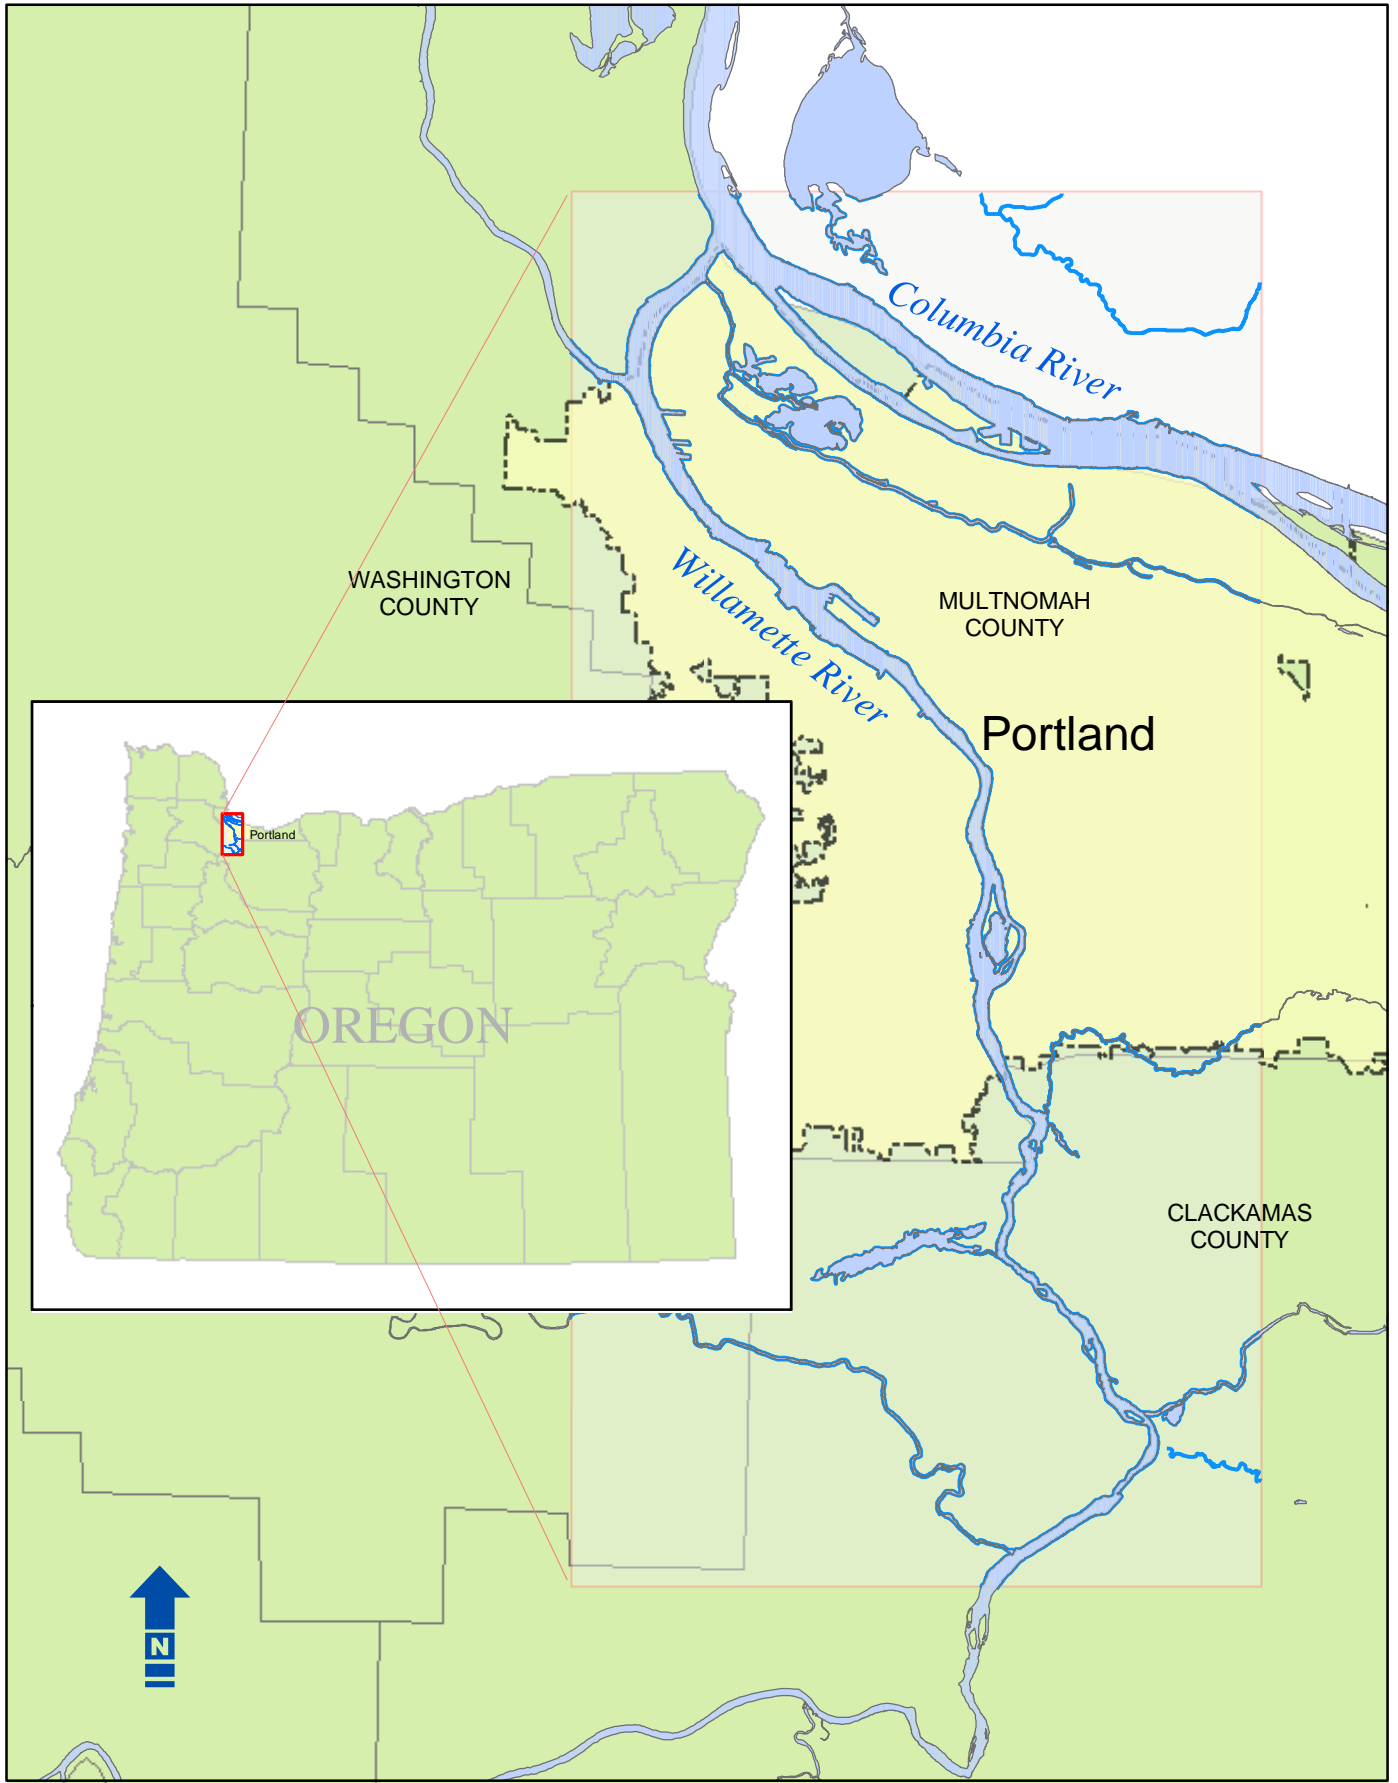 Columbia River
WASHINGTON
COUNTY
Willamette River
MULTNOMAH
COUNTY
Portland
Portland
OREGON
CLACKAMAS
COUNTY
N